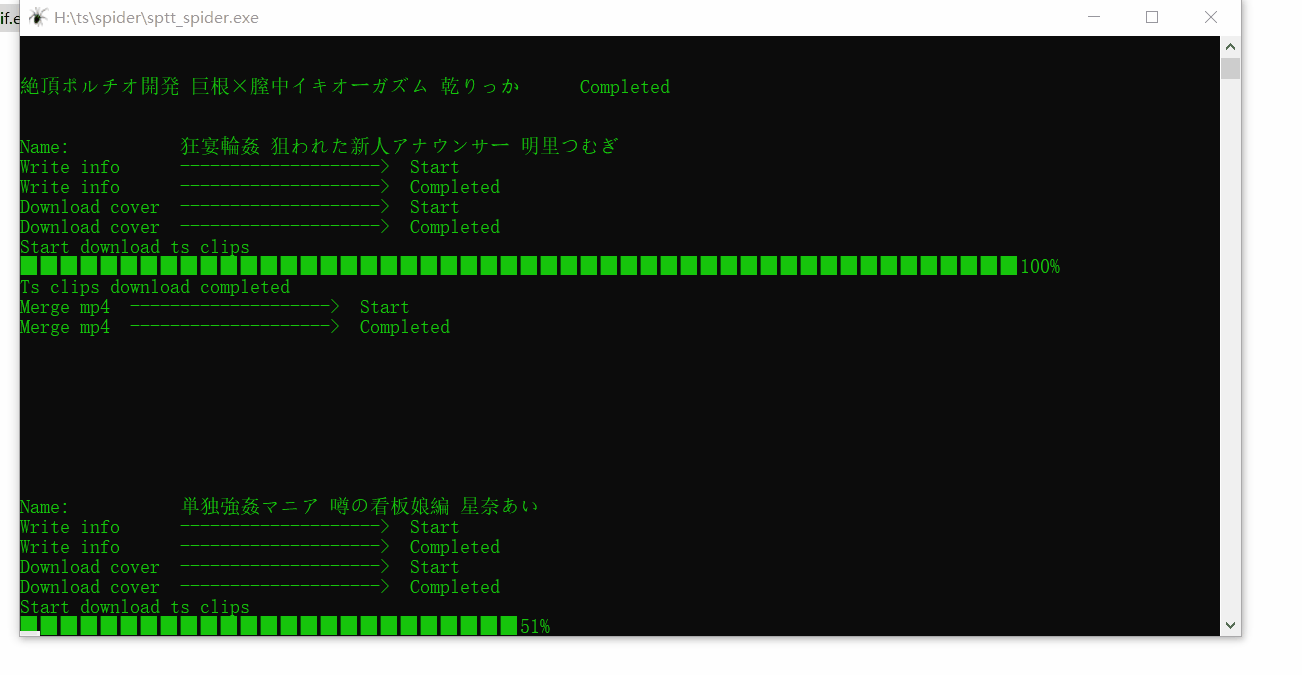 if.e
H:\ts\spider\sptt_spider.exe
絶頂ポルチオ開発 巨根×膣中イキオーガズム 乾りっか Completed
Name: 狂宴輪姦 狙われた新人アナウンサー 明里つむぎ
Write info --------------------> Start
Write info --------------------> Completed
Download cover --------------------> Start
Download cover --------------------> Completed
Start download ts clips
100%
Ts clips download completed
Merge mp4 --------------------> Start
Merge mp4 --------------------> Completed
Name: 単独強姦マニア 噂の看板娘編 星奈あい
Write info --------------------> Start
Write info --------------------> Completed
Download cover --------------------> Start
Download cover --------------------> Completed
Start download ts clips
51%